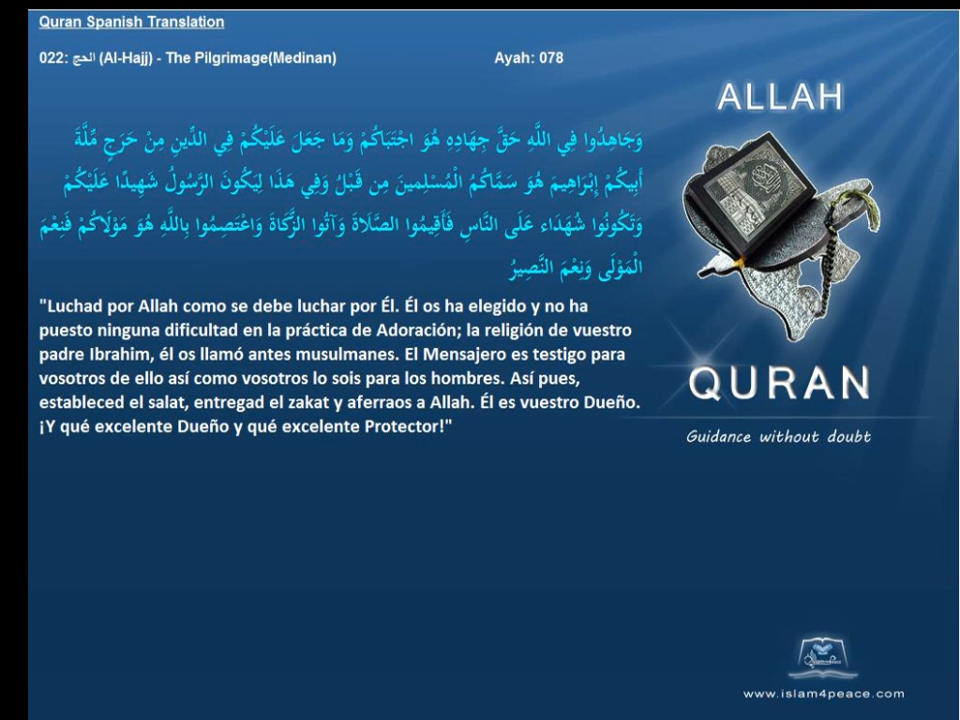 Quran Spanish Translation
022: الحج (Al-Hajj) - The Pilgrimage(Medinan) Ayah: 078
وَجَاهِدُوا فِي اللَّهِ حَقَّ جِهَادِهِ هُوَ اجْتَبَاكُمْ وَمَا جَعَلَ عَلَيْكُمْ فِي الدِّينِ مِنْ حَرَجٍ مِّلَّةَ
أَبِيكُمْ إِبْرَاهِيمَ هُوَ سَمَّاكُمُ الْمُسْلِمينَ مِن قَبْلُ وَفِي هَذَا لِيَكُونَ الرَّسُولُ شَهِيدًا عَلَيْكُمْ
وَتَكُونُوا شُهَدَاء عَلَى النَّاسِ فَأَقِيمُوا الصَّلَاةَ وَآتُوا الزَّكَاةَ وَاعْتَصِمُوا بِاللَّهِ هُوَ مَوْلَاكُمْ فَنِعْمَ
الْمَوْلَى وَنِعْمَ النَّصِيرُ
"Luchad por Allah como se debe luchar por Él. Él os ha elegido y no ha
puesto ninguna dificultad en la práctica de Adoración; la religión de vuestro
padre Ibrahim, él os llamó antes musulmanes. El Mensajero es testigo para
vosotros de ello así como vosotros lo sois para los hombres. Así pues,
estableced el salat, entregad el zakat y aferraos a Allah. Él es vuestro Dueño.
¡Y qué excelente Dueño y qué excelente Protector!"
ALLAH
QURAN
Guidance without doubt
www.islam4peace.com